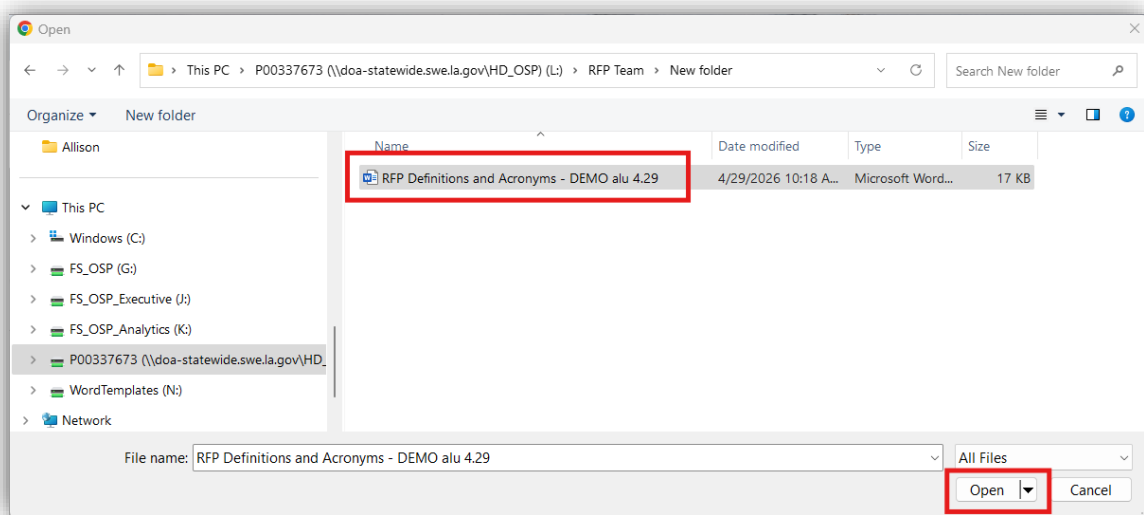 Open
This PC > P00337673 (\\doa-statewide.swe.la.gov\HD_OSP) (L:) > RFP Team > New folder
Search New folder
Organize New folder
Allison
Name Date modified Type Size
RFP Definitions and Acronyms - DEMO alu 4.29 4/29/2026 10:18 A... Microsoft Word... 17 KB
This PC
Windows (C:)
FS_OSP (G:)
FS_OSP_Executive (J:)
FS_OSP_Analytics (K:)
P00337673 (\\doa-statewide.swe.la.gov\HD_
WordTemplates (N:)
Network
File name: RFP Definitions and Acronyms - DEMO alu 4.29 All Files
Open Cancel